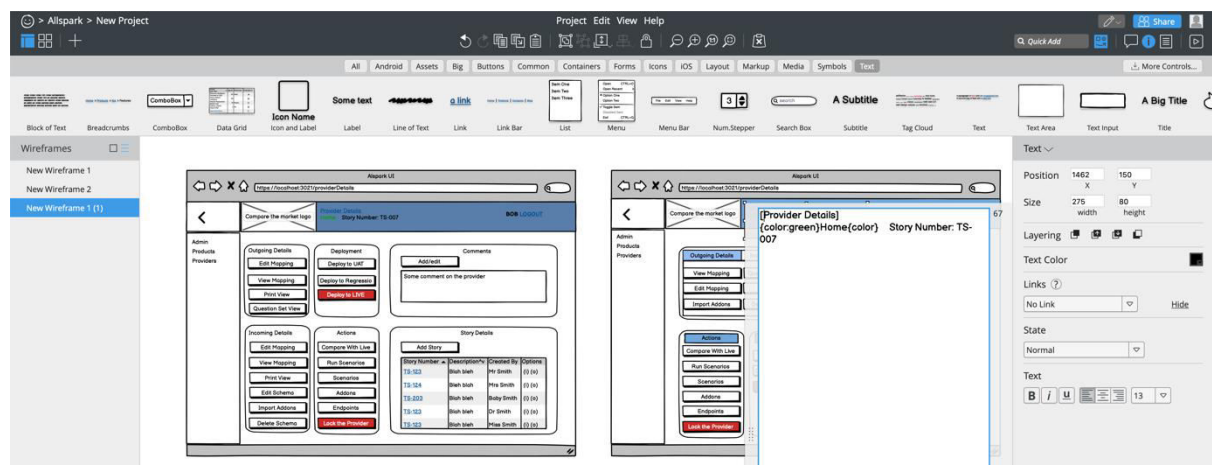 > Allspark > New Project
Project Edit View Help
Share
Quick Add
All Android Assets Big Buttons Common Containers Forms Icons iOS Layout Markup Media Symbols Text
More Controls...
ComboBox
Icon Name
Some text
a link
Item One
Item Two
Item Three
3
search
A Subtitle
A Big Title
Block of Text Breadcrumbs ComboBox Data Grid Icon and Label Label Line of Text Link Link Bar List Menu Menu Bar Num.Stepper Search Box Subtitle Tag Cloud Text Text Area Text Input Title
Wireframes
New Wireframe 1
New Wireframe 2
New Wireframe 1 (1)
Alspark UI
https://localhost:3021/providerDetails
Compare the market logo
Provider Details
Story Number: TS-007
BOB LOGOUT
Admin
Products
Providers
Outgoing Details
Edit Mapping
View Mapping
Print View
Question Set View
Deployment
Deploy to UAT
Deploy to Regressio
Deploy to LIVE
Comments
Add/edit
Some comment on the provider
Incoming Details
Edit Mapping
View Mapping
Print View
Edit Schema
Import Addons
Delete Schema
Actions
Compare With Live
Run Scenarios
Scenarios
Addons
Endpoints
Lock the Provider
Story Details
Add Story
Story Number Description^v Created By Options
TS-123 Blah blah Mr Smith (i) (o)
TS-124 Blah blah Mrs Smith (i) (o)
TS-203 Blah blah Baby Smith (i) (o)
TS-123 Blah blah Dr Smith (i) (o)
TS-123 Blah blah Miss Smith (i) (o)
Alspark UI
https://localhost:3021/providerDetails
Compare the market logo
67
Admin
Products
Providers
Outgoing Details
View Mapping
Edit Mapping
Import Addons
Actions
Compare With Live
Run Scenarios
Scenarios
Addons
Endpoints
Lock the Provider
[Provider Details]
{color:green}Home{color} Story Number: TS-
007
Text
Position 1462 150
X Y
Size 275 80
width height
Layering
Text Color
Links ?
No Link Hide
State
Normal
Text
B i u 13